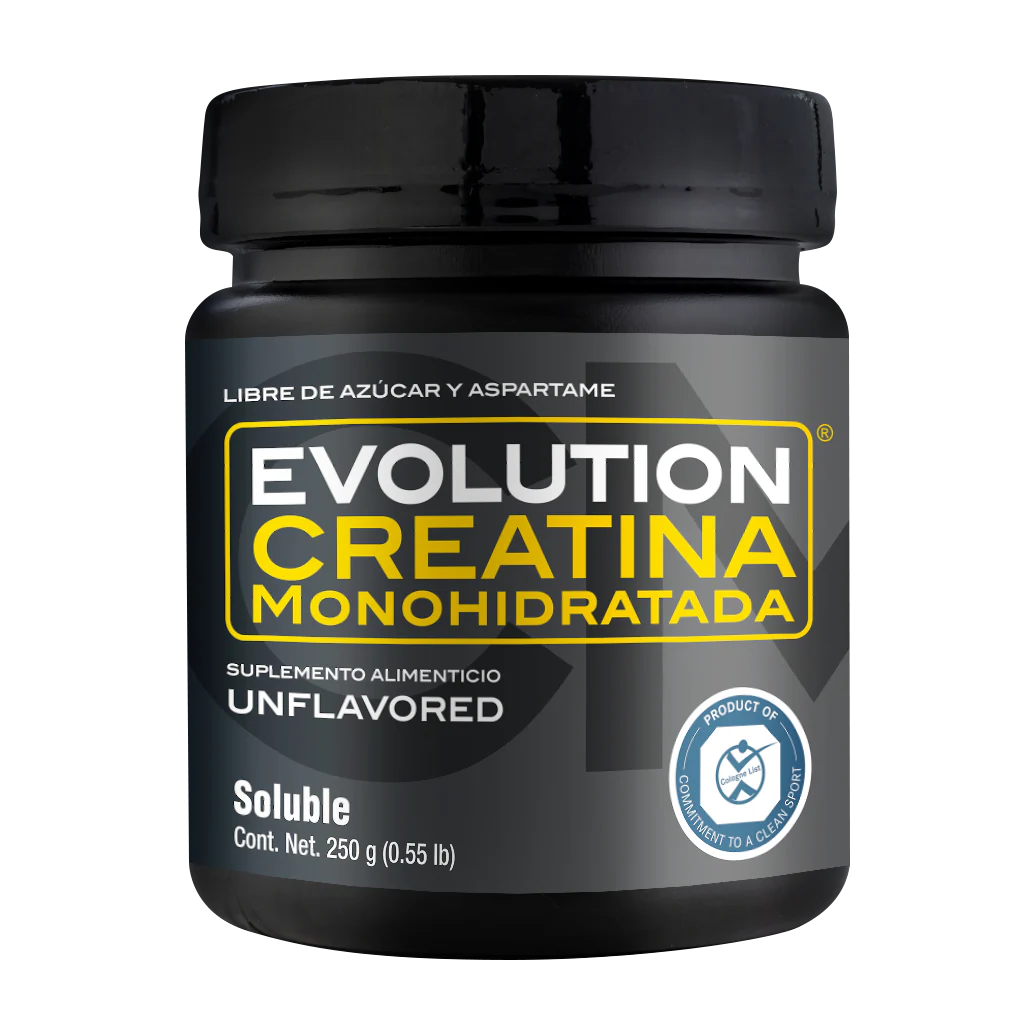 LIBRE DE AZÚCAR Y ASPARTAME
EVOLUTION ®
CREATINA
MONOHIDRATADA
SUPLEMENTO ALIMENTICIO
UNFLAVORED
Soluble
Cont. Net. 250 g (0.55 lb)
PRODUCT OF
Cologne List
COMMITMENT TO A CLEAN SPORT
CM